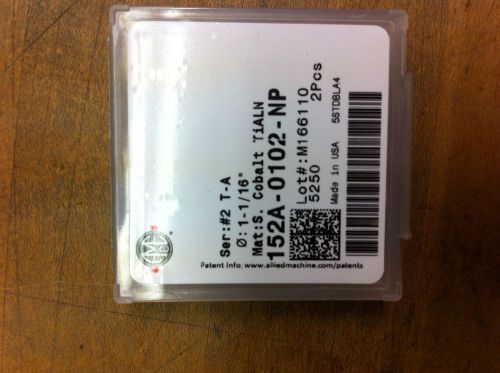 Ser:#2 T-A
Ø: 1-1/16"
Mat:S. Cobalt TiALN
152A-0102-NP
Lot#:M166110
5250 2Pcs
Made in USA 5STDBLA4
Patent Info: www.alliedmachine.com/patents